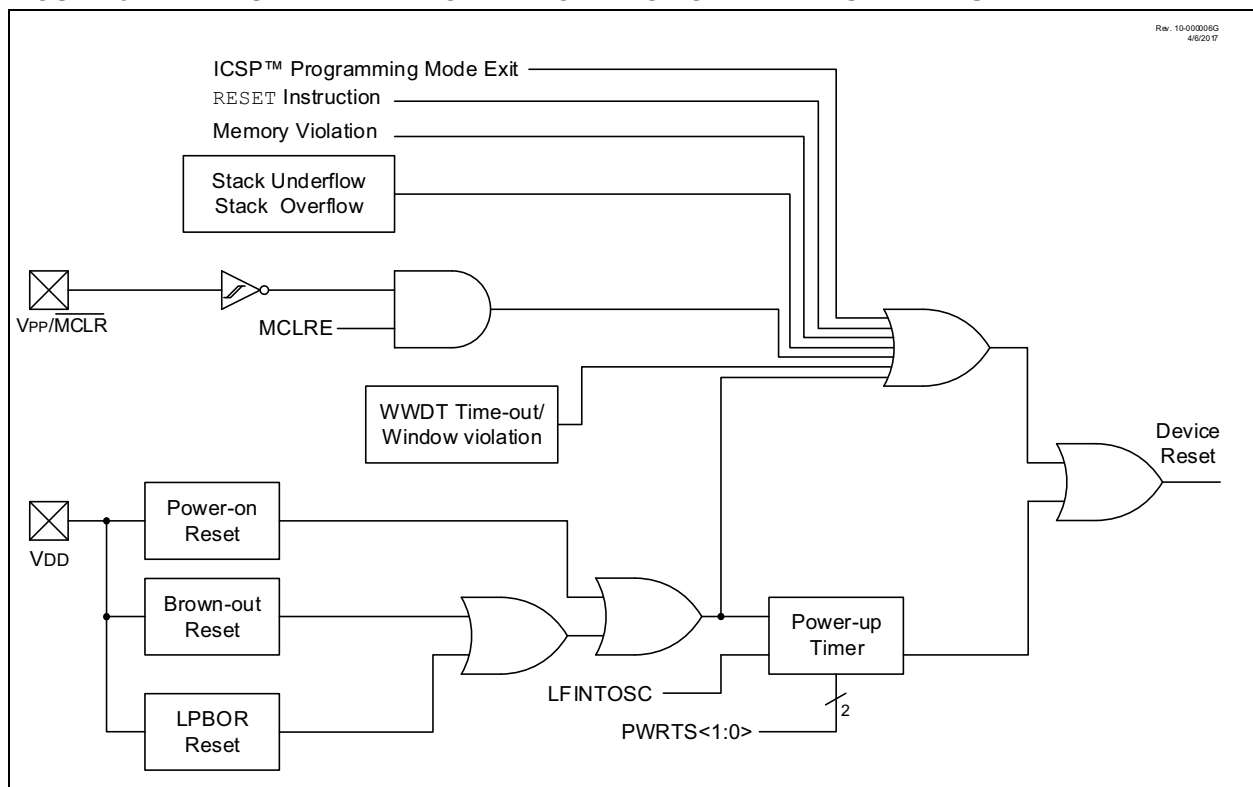 Rev. 10-000006G
4/6/2017
ICSP™ Programming Mode Exit
RESET Instruction
Memory Violation
Stack Underflow
Stack Overflow
VPP/MCLR
MCLRE
WWDT Time-out/
Window violation
Device
Reset
Power-on
Reset
VDD
Brown-out
Reset
Power-up
Timer
LFINTOSC
LPBOR
Reset
2
PWRTS<1:0>